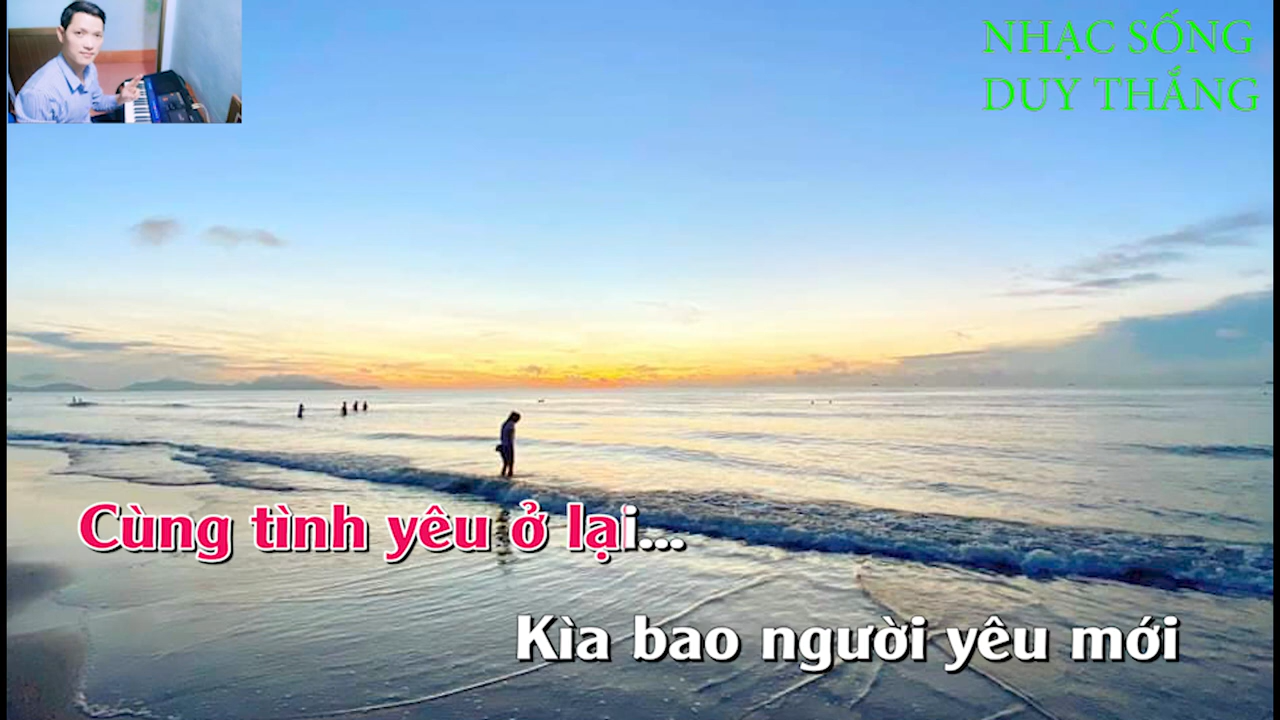 NHẠC SỐNG
DUY THẮNG
Cùng tình yêu ở lại...
Kìa bao người yêu mới